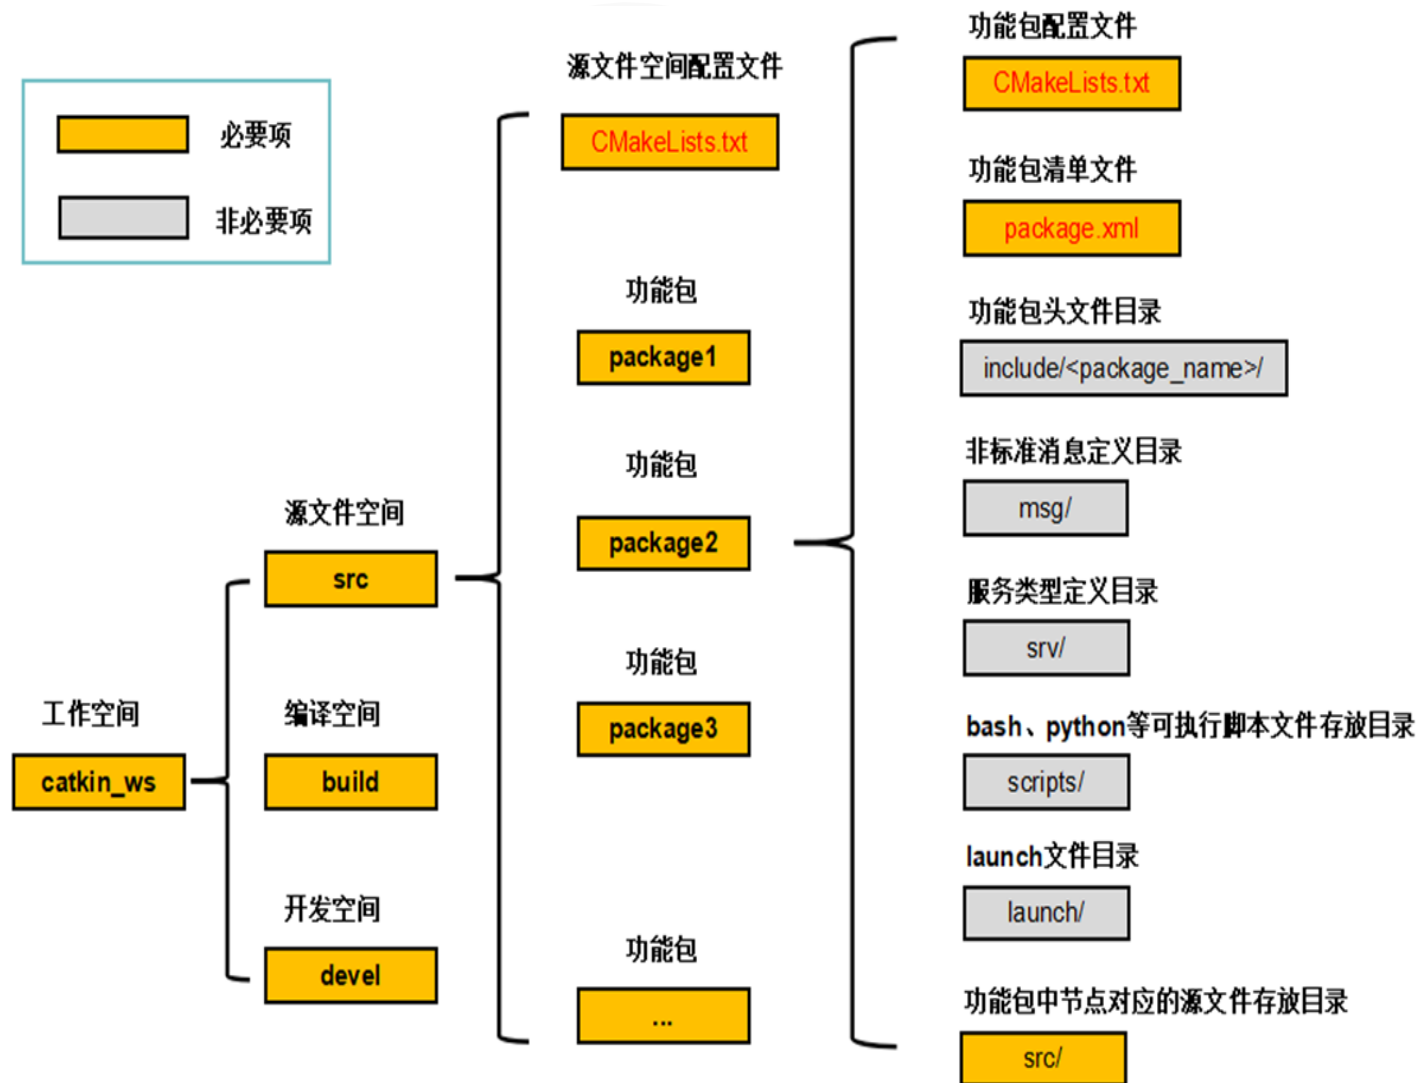 必要项
非必要项
工作空间
catkin_ws
源文件空间
src
编译空间
build
开发空间
devel
源文件空间配置文件
CMakeLists.txt
功能包
package1
功能包
package2
功能包
package3
功能包
...
功能包配置文件
CMakeLists.txt
功能包清单文件
package.xml
功能包头文件目录
include/<package_name>/
非标准消息定义目录
msg/
服务类型定义目录
srv/
bash、python等可执行脚本文件存放目录
scripts/
launch文件目录
launch/
功能包中节点对应的源文件存放目录
src/